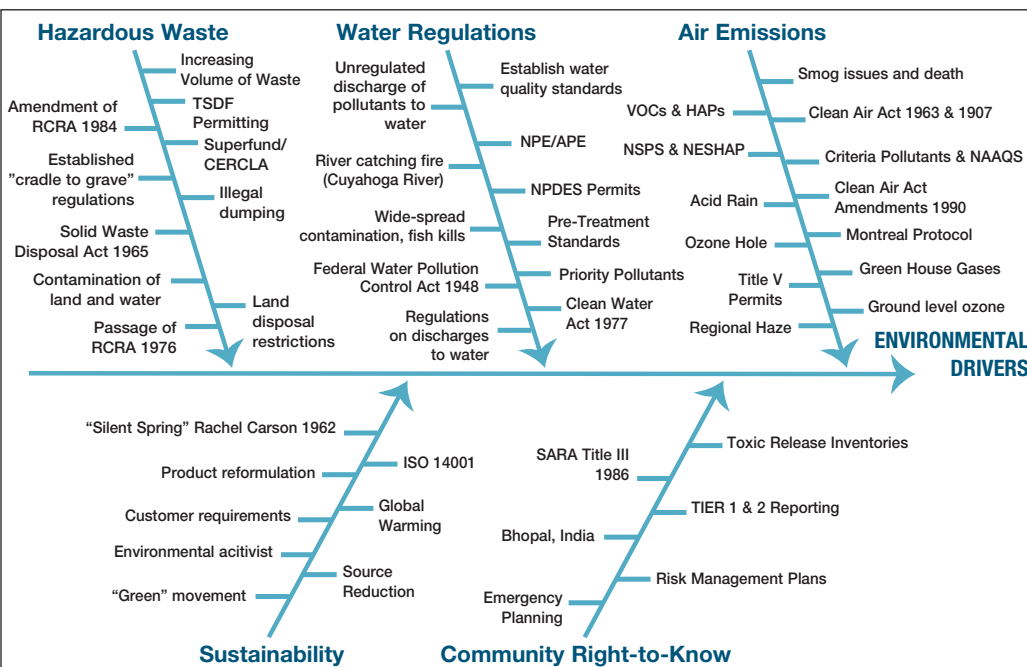 Hazardous Waste
Increasing
Volume of Waste
TSDF
Permitting
Amendment of
RCRA 1984
Superfund/
CERCLA
Established
"cradle to grave"
regulations
Illegal
dumping
Solid Waste
Disposal Act 1965
Contamination of
land and water
Land
disposal
restrictions
Passage of
RCRA 1976
Water Regulations
Unregulated
discharge of
pollutants to
water
Establish water
quality standards
NPE/APE
River catching fire
(Cuyahoga River)
NPDES Permits
Wide-spread
contamination, fish kills
Pre-Treatment
Standards
Federal Water Pollution
Control Act 1948
Priority Pollutants
Clean Water
Act 1977
Regulations
on discharges
to water
Air Emissions
Smog issues and death
VOCs & HAPs
Clean Air Act 1963 & 1907
NSPS & NESHAP
Criteria Pollutants & NAAQS
Acid Rain
Clean Air Act
Amendments 1990
Montreal Protocol
Ozone Hole
Green House Gases
Title V
Permits
Ground level ozone
Regional Haze
ENVIRONMENTAL
DRIVERS
“Silent Spring” Rachel Carson 1962
ISO 14001
Product reformulation
Global
Warming
Customer requirements
Environmental acitivist
Source
Reduction
“Green” movement
Sustainability
Toxic Release Inventories
SARA Title III
1986
TIER 1 & 2 Reporting
Bhopal, India
Risk Management Plans
Emergency
Planning
Community Right-to-Know